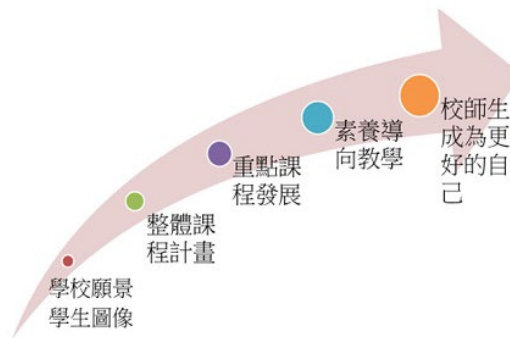 學校願景
學生圖像
整體課
程計畫
重點課
程發展
素養導
向教學
校師生
成為更
好的自
己